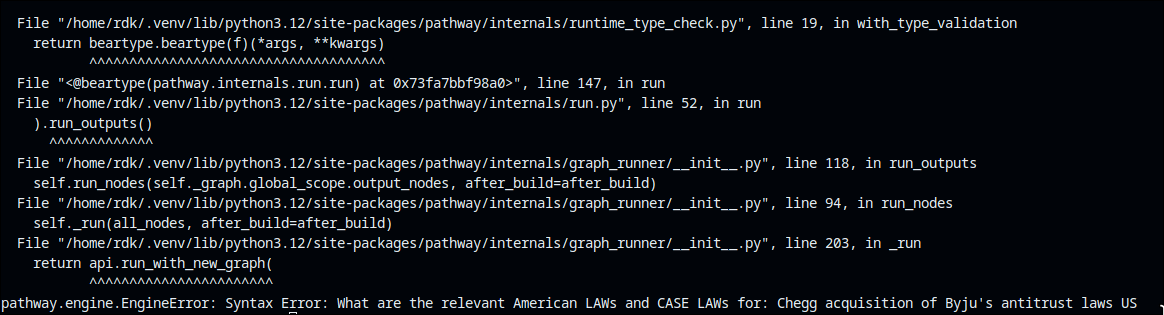 File "/home/rdk/.venv/lib/python3.12/site-packages/pathway/internals/runtime_type_check.py", line 19, in with_type_validation
return beartype.beartype(f)(*args, **kwargs)
^^^^^^^^^^^^^^^^^^^^^^^^^^^^^^^^^^^^^
File "<@beartype(pathway.internals.run.run) at 0x73fa7bbf98a0>", line 147, in run
File "/home/rdk/.venv/lib/python3.12/site-packages/pathway/internals/run.py", line 52, in run
).run_outputs()
^^^^^^^^^^^^^
File "/home/rdk/.venv/lib/python3.12/site-packages/pathway/internals/graph_runner/__init__.py", line 118, in run_outputs
self.run_nodes(self._graph.global_scope.output_nodes, after_build=after_build)
File "/home/rdk/.venv/lib/python3.12/site-packages/pathway/internals/graph_runner/__init__.py", line 94, in run_nodes
self._run(all_nodes, after_build=after_build)
File "/home/rdk/.venv/lib/python3.12/site-packages/pathway/internals/graph_runner/__init__.py", line 203, in _run
return api.run_with_new_graph(
^^^^^^^^^^^^^^^^^^^^^^^
pathway.engine.EngineError: Syntax Error: What are the relevant American LAWs and CASE LAWs for: Chegg acquisition of Byju's antitrust laws US